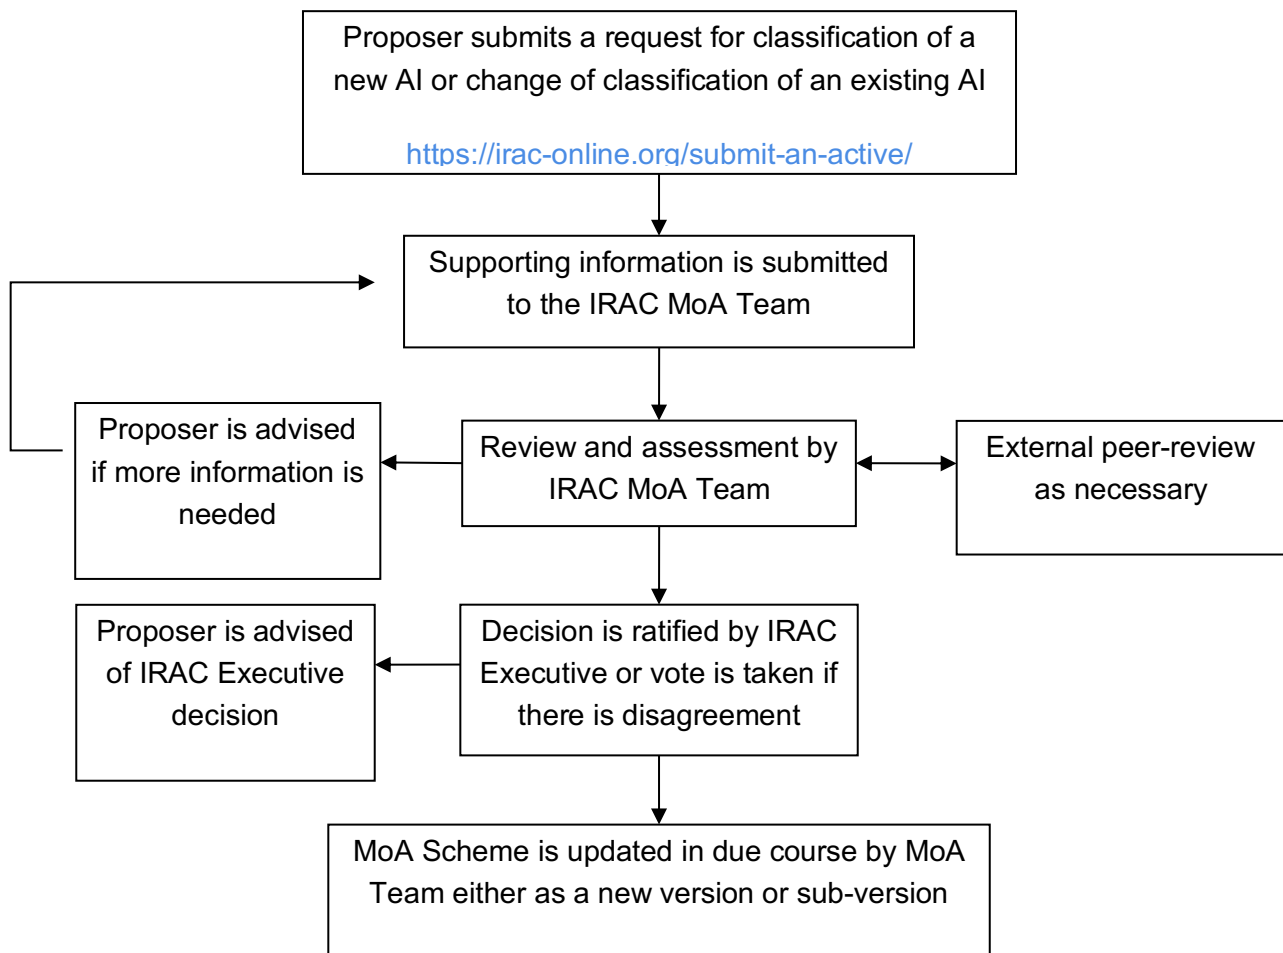 Proposer submits a request for classification of a
new AI or change of classification of an existing AI
https://irac-online.org/submit-an-active/
Supporting information is submitted
to the IRAC MoA Team
Proposer is advised
if more information is
needed
Review and assessment by
IRAC MoA Team
External peer-review
as necessary
Proposer is advised
of IRAC Executive
decision
Decision is ratified by IRAC
Executive or vote is taken if
there is disagreement
MoA Scheme is updated in due course by MoA
Team either as a new version or sub-version